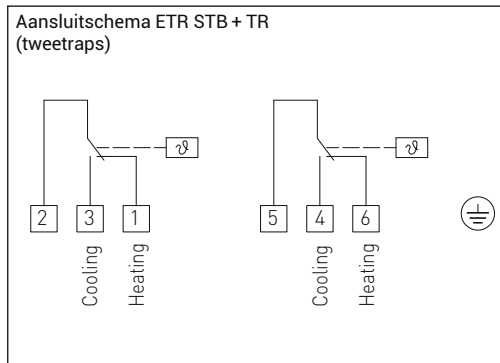 Aansluitschema ETR STB + TR
(tweetraps)
ϑ
ϑ
2 3 1
5 4 6
Cooling
Heating
Cooling
Heating